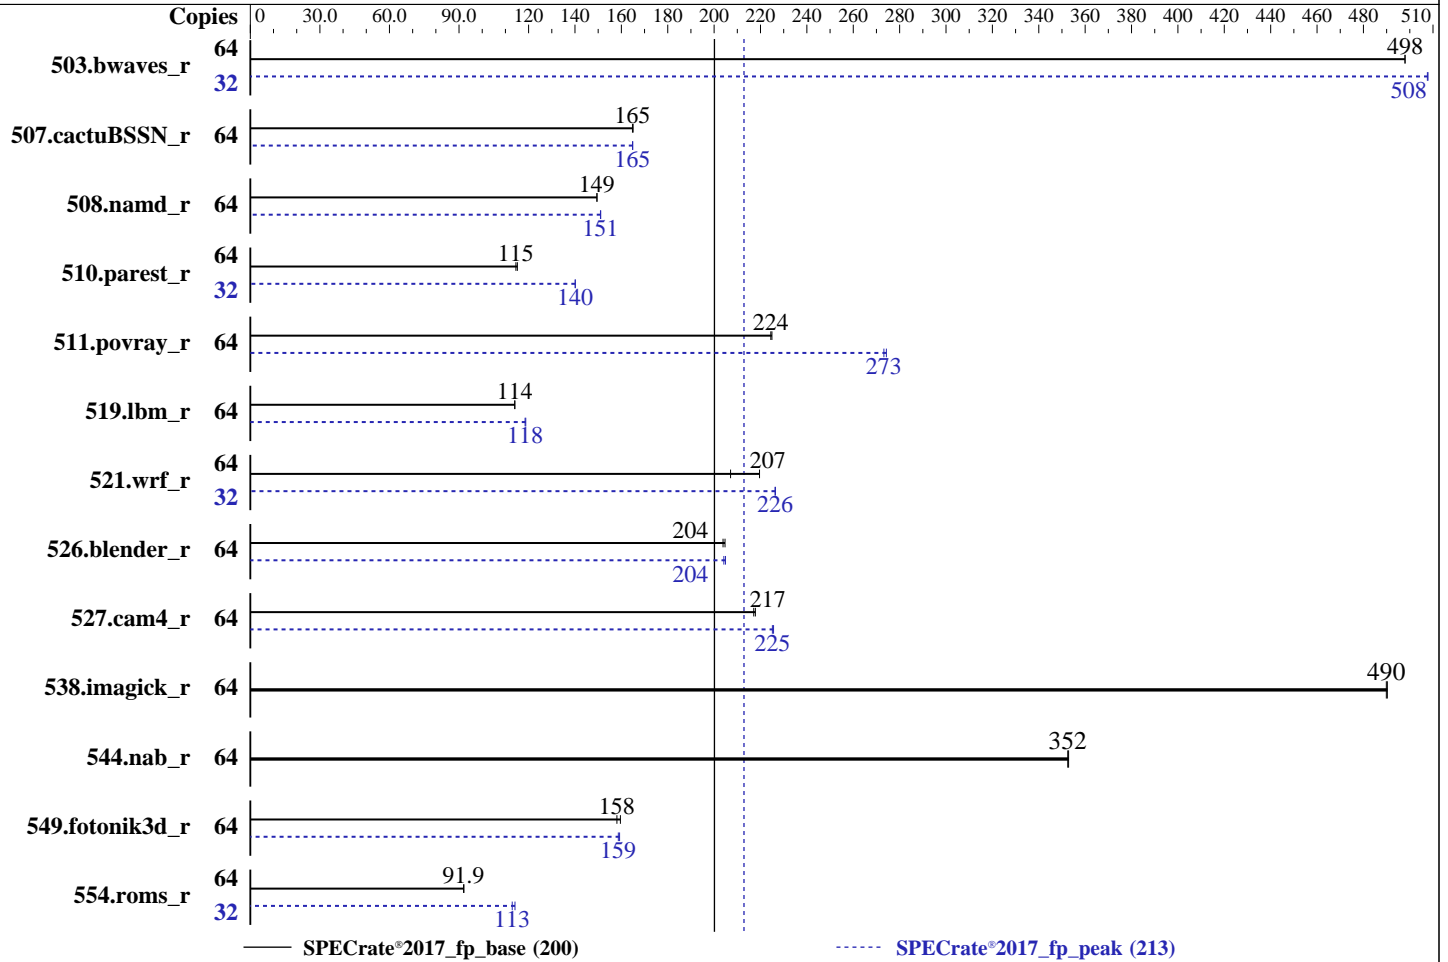 Copies 0 30.0 60.0 90.0 120 140 160 180 200 220 240 260 280 300 320 340 360 380 400 420 440 460 480 510
503.bwaves_r 64 498
32 508
507.cactuBSSN_r 64 165
165
508.namd_r 64 149
151
510.parest_r 64 115
32 140
511.povray_r 64 224
273
519.lbm_r 64 114
118
521.wrf_r 64 207
32 226
526.blender_r 64 204
204
527.cam4_r 64 217
225
538.imagick_r 64 490
544.nab_r 64 352
549.fotonik3d_r 64 158
159
554.roms_r 64 91.9
32 113
SPECrate®2017_fp_base (200) SPECrate®2017_fp_peak (213)